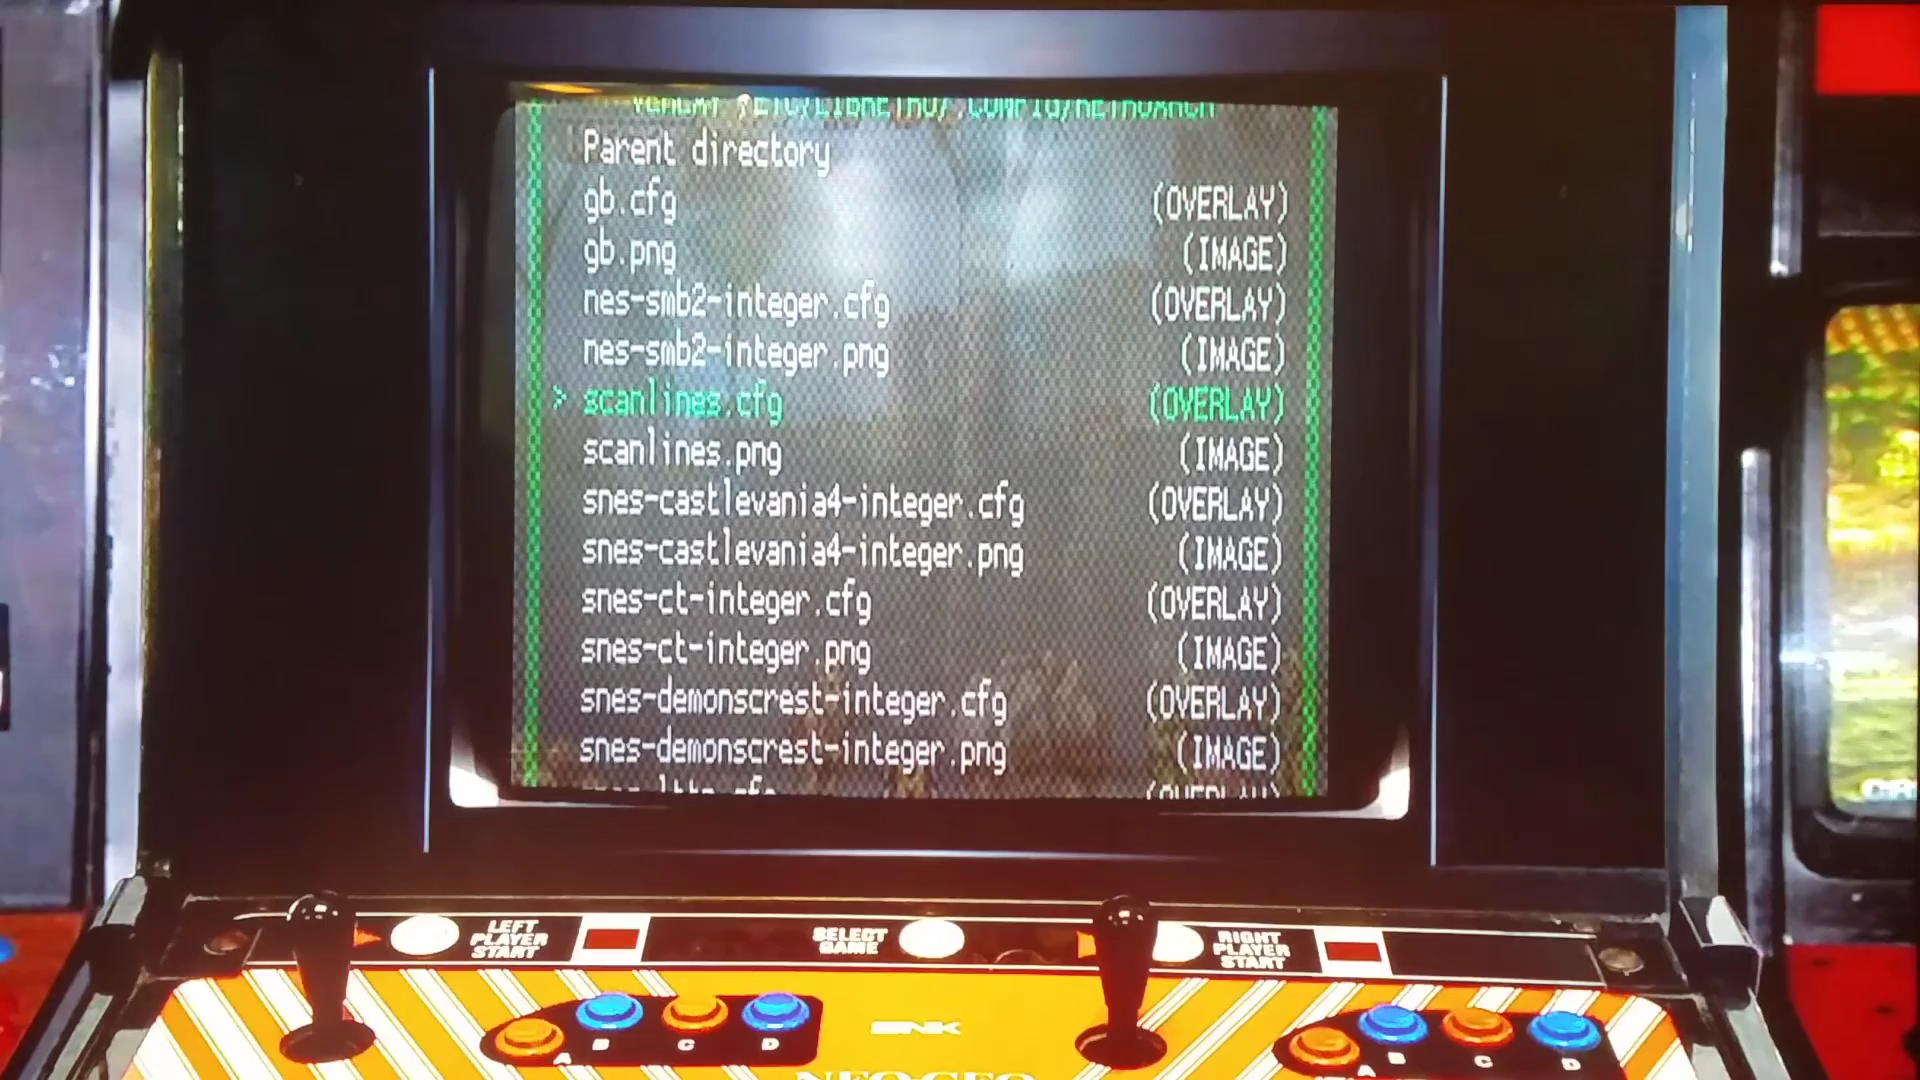 Parent directory
gb.cfg (OVERLAY)
gb.png (IMAGE)
nes-smb2-integer.cfg (OVERLAY)
nes-smb2-integer.png (IMAGE)
> scanlines.cfg (OVERLAY)
scanlines.png (IMAGE)
snes-castlevania4-integer.cfg (OVERLAY)
snes-castlevania4-integer.png (IMAGE)
snes-ct-integer.cfg (OVERLAY)
snes-ct-integer.png (IMAGE)
snes-demonscrest-integer.cfg (OVERLAY)
snes-demonscrest-integer.png (IMAGE)
LEFT PLAYER START
SELECT GAME
RIGHT PLAYER START
A B C D
SNK
A B C D
NEO-GEO